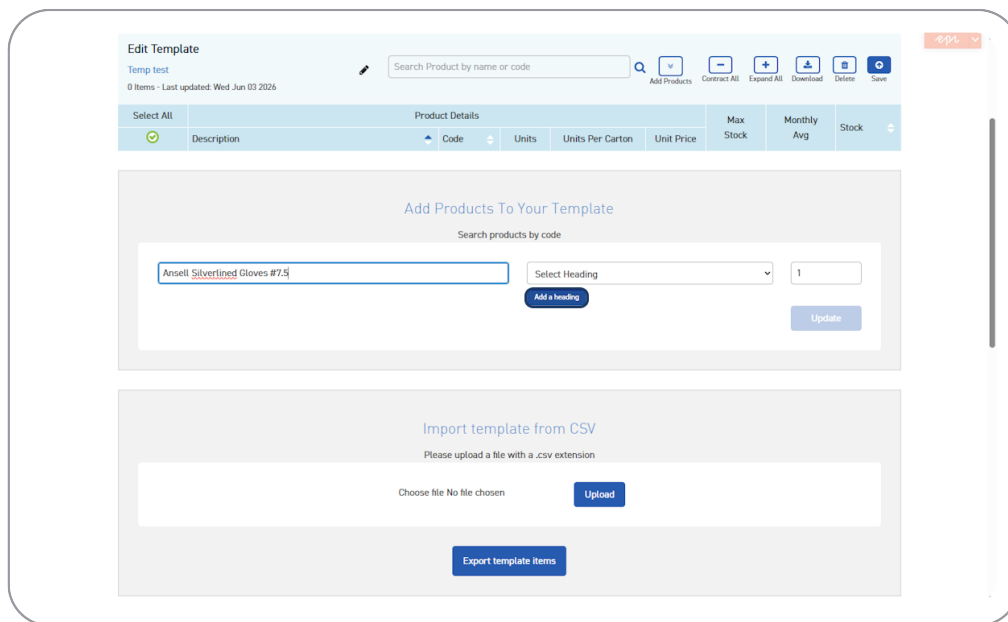 Edit Template
Temp test
0 Items - Last updated: Wed Jun 03 2026
Search Product by name or code
Add Products
Contract All
Expand All
Download
Delete
Save
epi
Select All
Product Details
Max Stock
Monthly Avg
Stock
Description
Code
Units
Units Per Carton
Unit Price
Add Products To Your Template
Search products by code
Ansell Silverlined Gloves #7.5
Select Heading
1
Add a heading
Update
Import template from CSV
Please upload a file with a .csv extension
Choose file No file chosen
Upload
Export template items